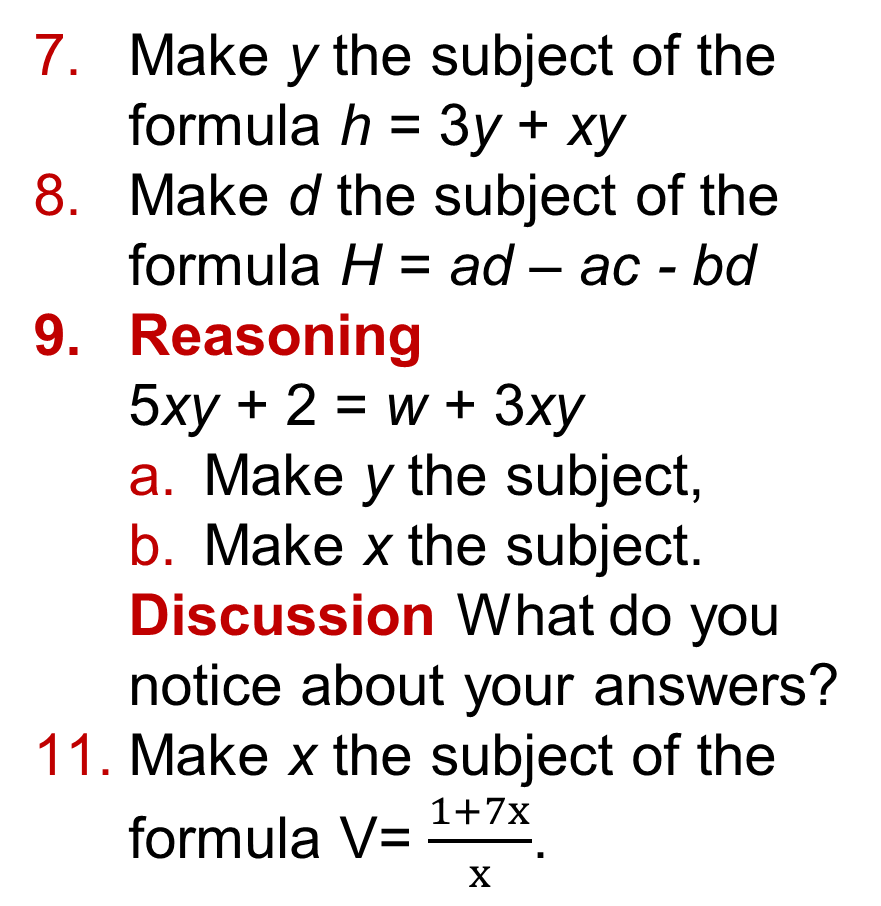 7. Make y the subject of the
formula h = 3y + xy
8. Make d the subject of the
formula H = ad – ac - bd
9. Reasoning
5xy + 2 = w + 3xy
a. Make y the subject,
b. Make x the subject.
Discussion What do you
notice about your answers?
11. Make x the subject of the
formula V= \frac{1+7x}{x}.